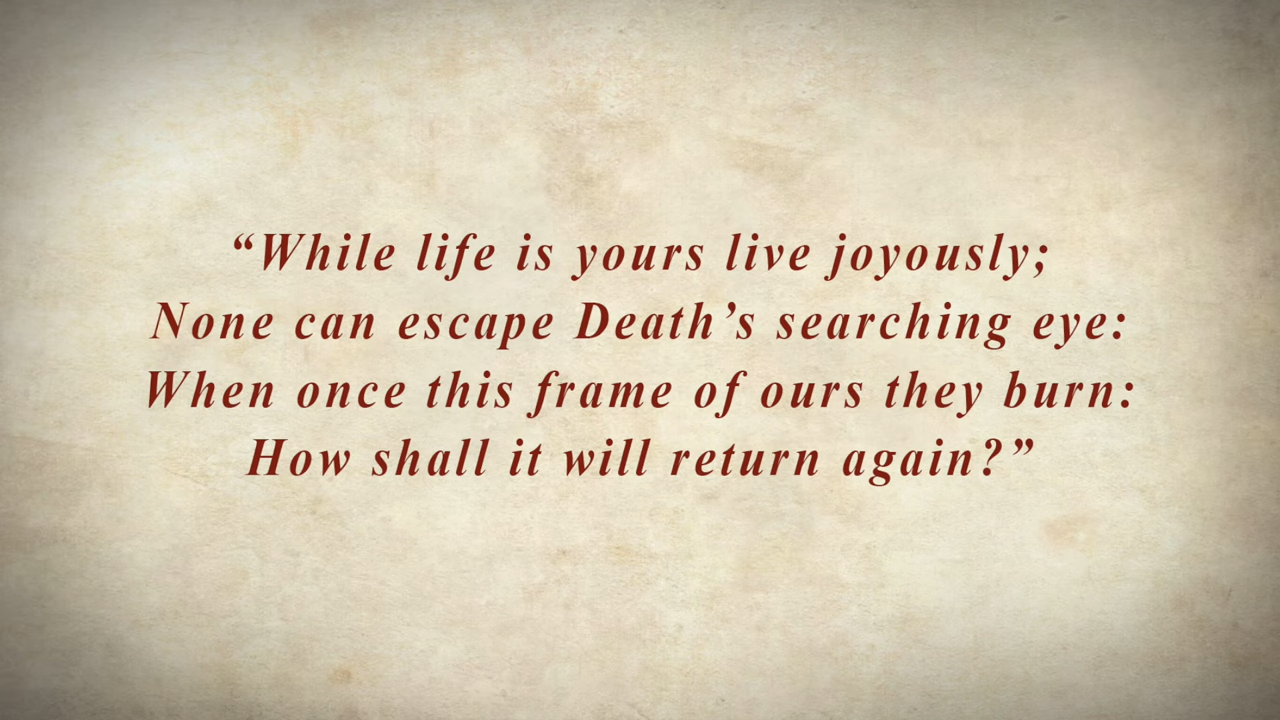 “While life is yours live joyously;
None can escape Death’s searching eye:
When once this frame of ours they burn:
How shall it will return again?”